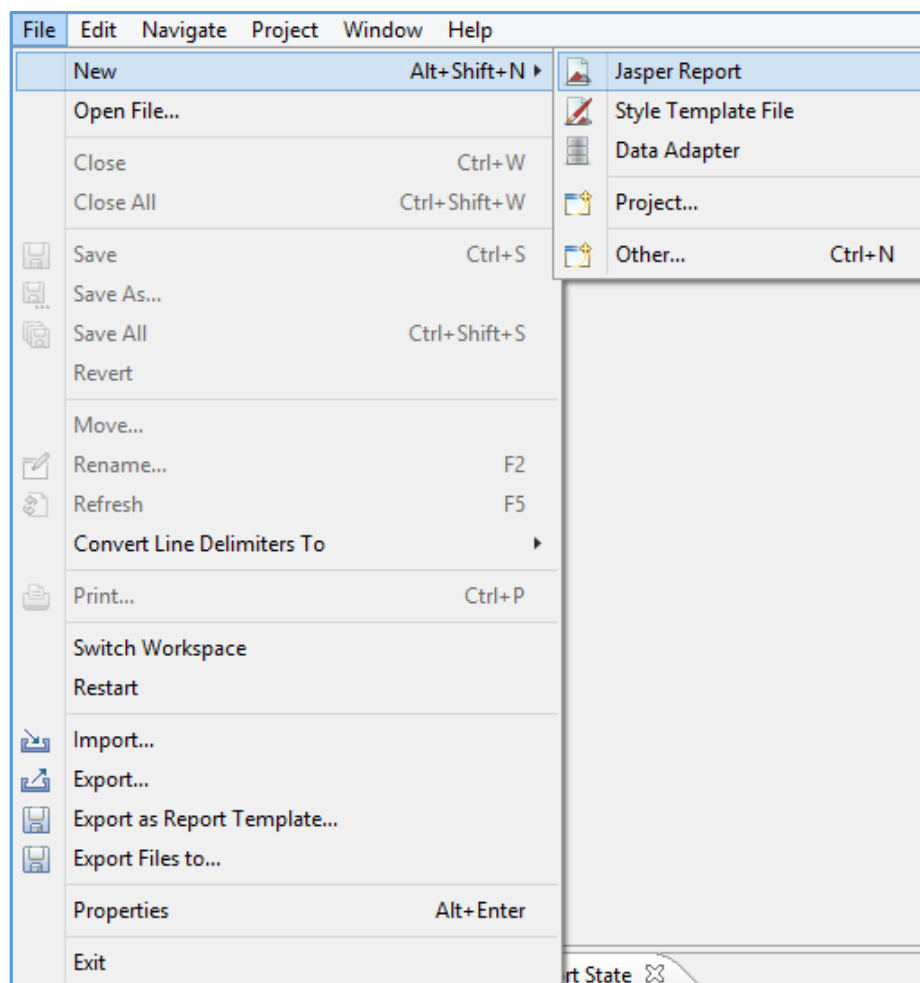 File Edit Navigate Project Window Help
New Alt+Shift+N
Open File...
Close Ctrl+W
Close All Ctrl+Shift+W
Save Ctrl+S
Save As...
Save All Ctrl+Shift+S
Revert
Move...
Rename... F2
Refresh F5
Convert Line Delimiters To
Print... Ctrl+P
Switch Workspace
Restart
Import...
Export...
Export as Report Template...
Export Files to...
Properties Alt+Enter
Exit
Jasper Report
Style Template File
Data Adapter
Project...
Other... Ctrl+N
rt State